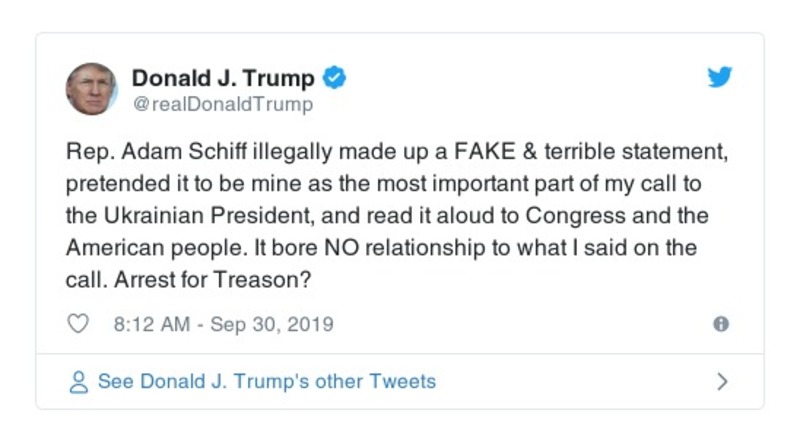 Donald J. Trump
@realDonaldTrump
Rep. Adam Schiff illegally made up a FAKE & terrible statement,
pretended it to be mine as the most important part of my call to
the Ukrainian President, and read it aloud to Congress and the
American people. It bore NO relationship to what I said on the
call. Arrest for Treason?
8:12 AM - Sep 30, 2019
See Donald J. Trump's other Tweets